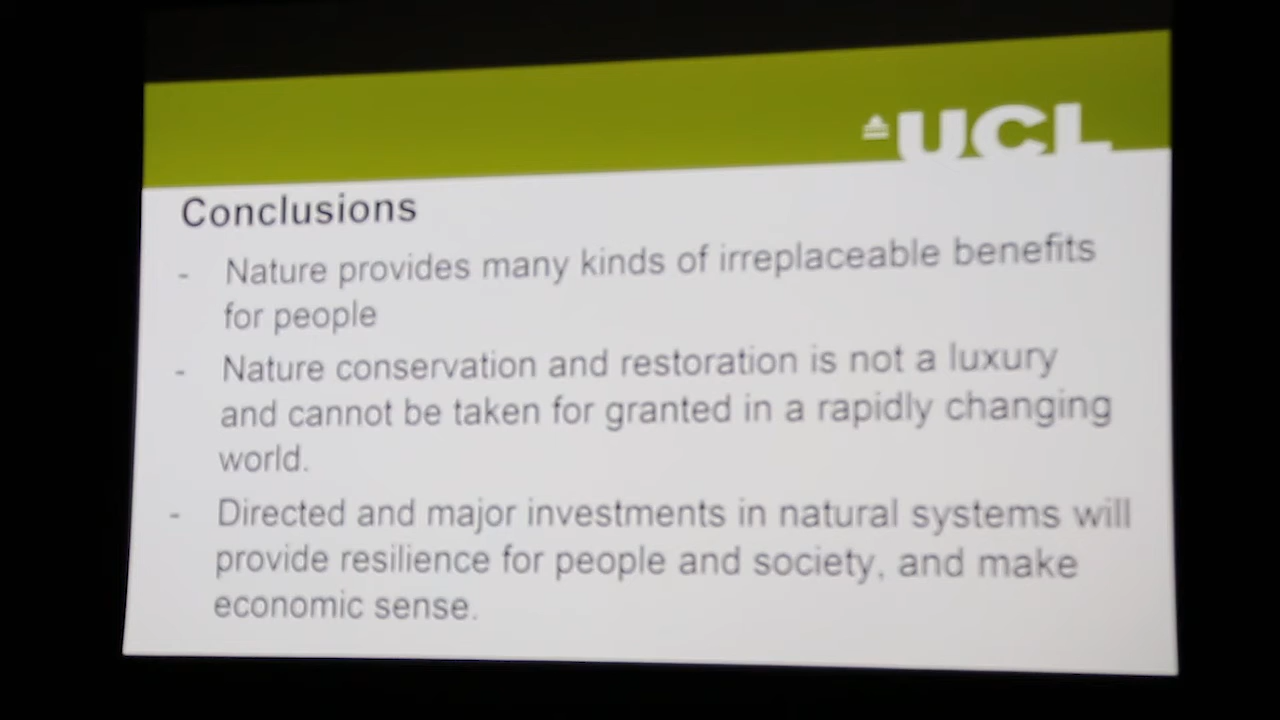 UCL
Conclusions
- Nature provides many kinds of irreplaceable benefits
for people
- Nature conservation and restoration is not a luxury
and cannot be taken for granted in a rapidly changing
world.
- Directed and major investments in natural systems will
provide resilience for people and society, and make
economic sense.